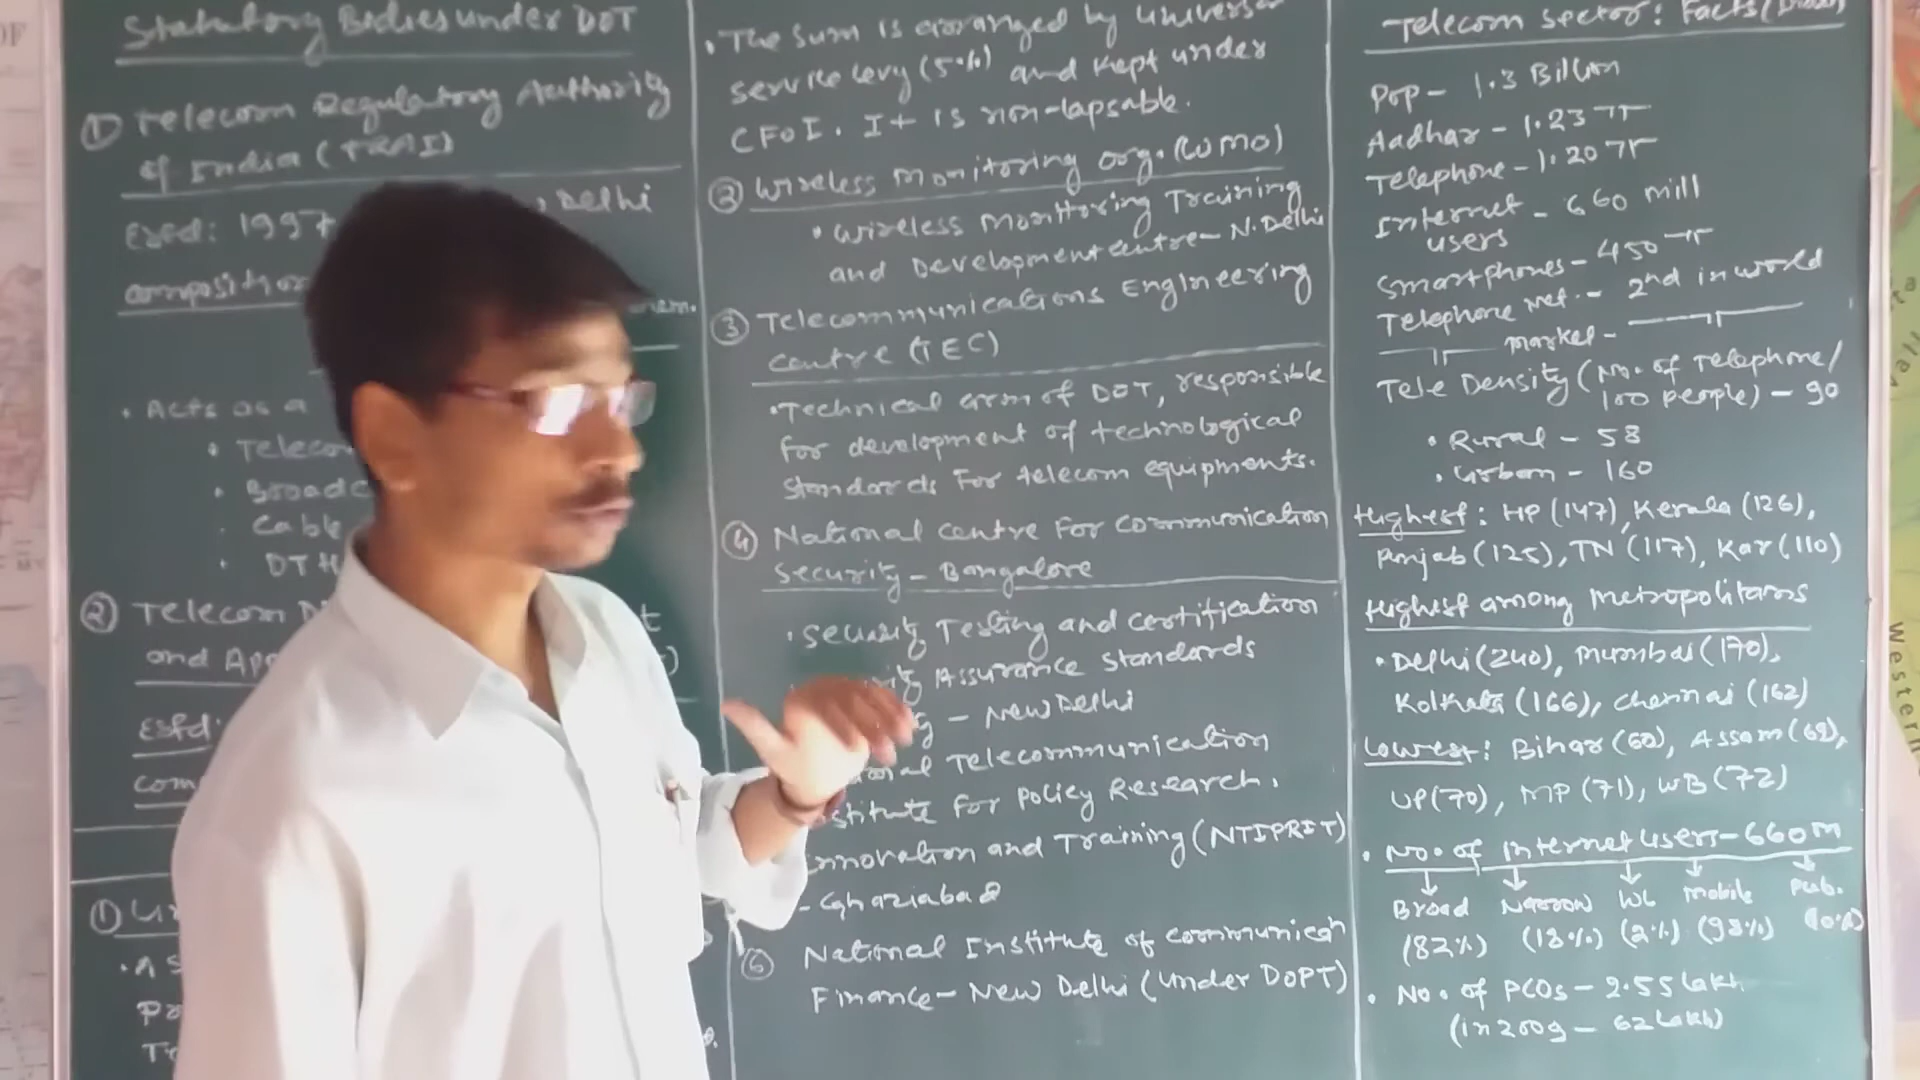 Statutory Bodies under DOT
① Telecom Regulatory Authority
of India (TRAI)
Esfd: 1997
Delhi
composition
mem.
• Acts as a
• Telecom
• Broadc
• Cable
• DTH
② Telecom D
t
and App
Esfd:
com
①
• A S
• The sum is arranged by Universal
service levy (5%) and kept under
CFOI. It is non-lapsable.
② Wireless Monitoring Org. (WMO)
• Wireless Monitoring Training
and Development centre - N. Delhi
③ Telecommunications Engineering
Centre (TEC)
• Technical arm of DOT, responsible
for development of technological
standards for telecom equipments.
④ National Centre for Communication
Security - Bangalore
• Security Testing and certification
Assurance Standards
- New Delhi
Telecommunication
for Policy Research,
Innovation and Training (NTIPRIT)
- Ghaziabad
⑥ National Institute of Communican
Finance - New Delhi (under DOPT)
Telecom Sector: Facts
Pop - 1.3 Billion
Aadhar - 1.23 "
Telephone - 1.20 "
Internet - 660 mill
users
Smartphones - 450 "
Telephone net. - 2nd in world
" market - "
Tele Density (No. of Telephone/
100 people) - 90
• Rural - 58
• Urban - 160
Highest: HP (147), Kerala (126),
Punjab (125), TN (117), Kar (110)
Highest among Metropolitans
• Delhi (240), Mumbai (170),
Kolkata (166), Chennai (162)
Lowest: Bihar (60), Assam (69),
UP (70), MP (71), WB (72)
• No. of internet users - 660 M
Broad Narrow WL Mobile Pub.
(82%) (18%) (2%) (98%) (0%)
• No. of PCOs - 2.55 Lakh
(in 2009 - 62 Lakh)